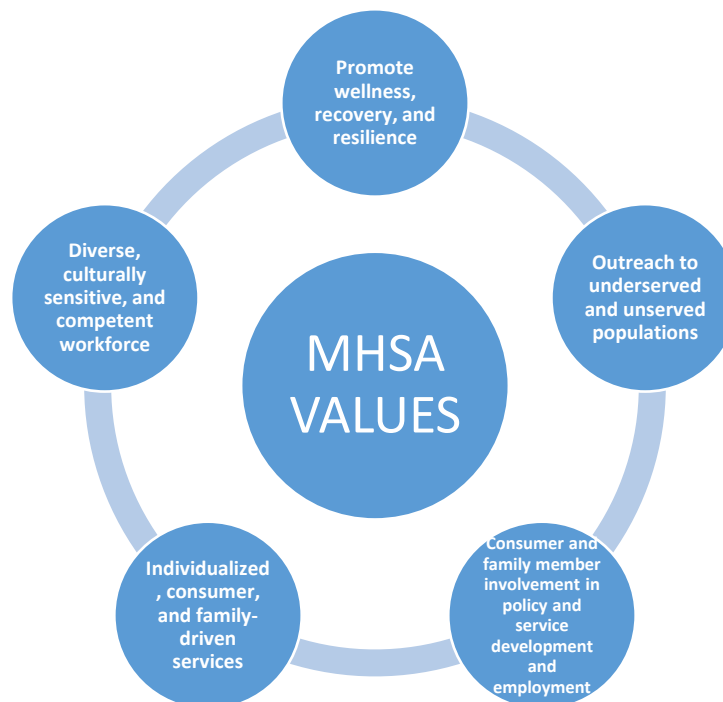 Promote
wellness,
recovery, and
resilience
Outreach to
underserved
and unserved
populations
Consumer and
family member
involvement in
policy and
service
development
and
employment
Individualized
, consumer,
and family-
driven
services
Diverse,
culturally
sensitive, and
competent
workforce
MHSA
VALUES